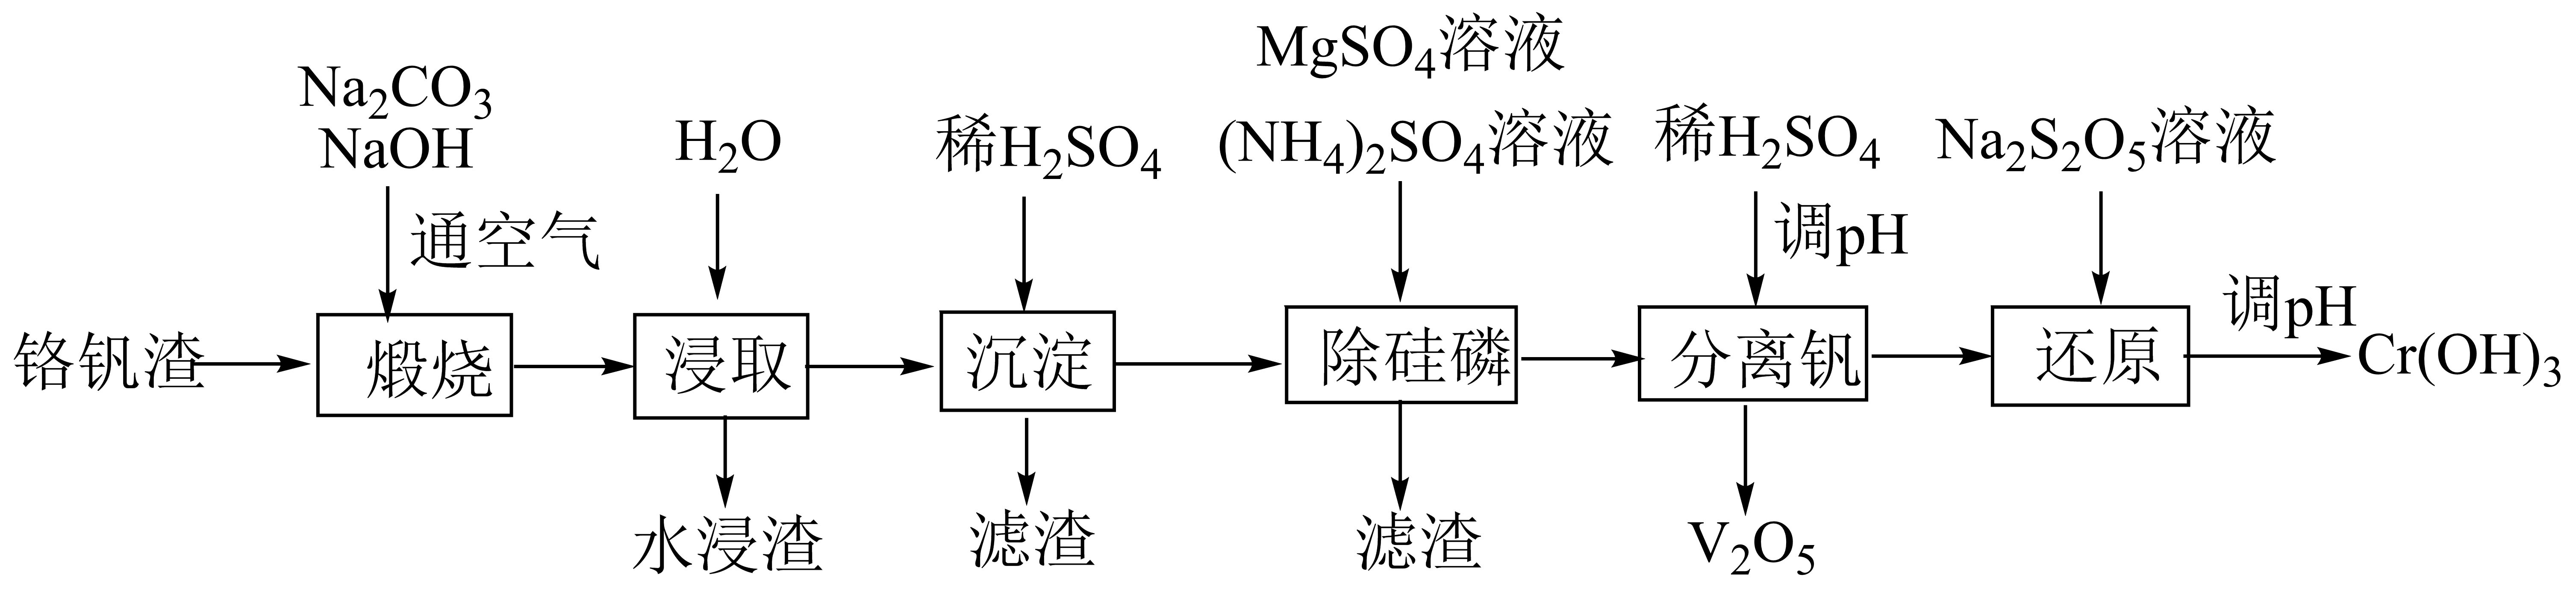 MgSO4溶液
Na2CO3
NaOH
H2O
稀H2SO4
(NH4)2SO4溶液
稀H2SO4
Na2S2O5溶液
通空气
调pH
调pH
铬钒渣
煅烧
浸取
沉淀
除硅磷
分离钒
还原
Cr(OH)3
水浸渣
滤渣
滤渣
V2O5